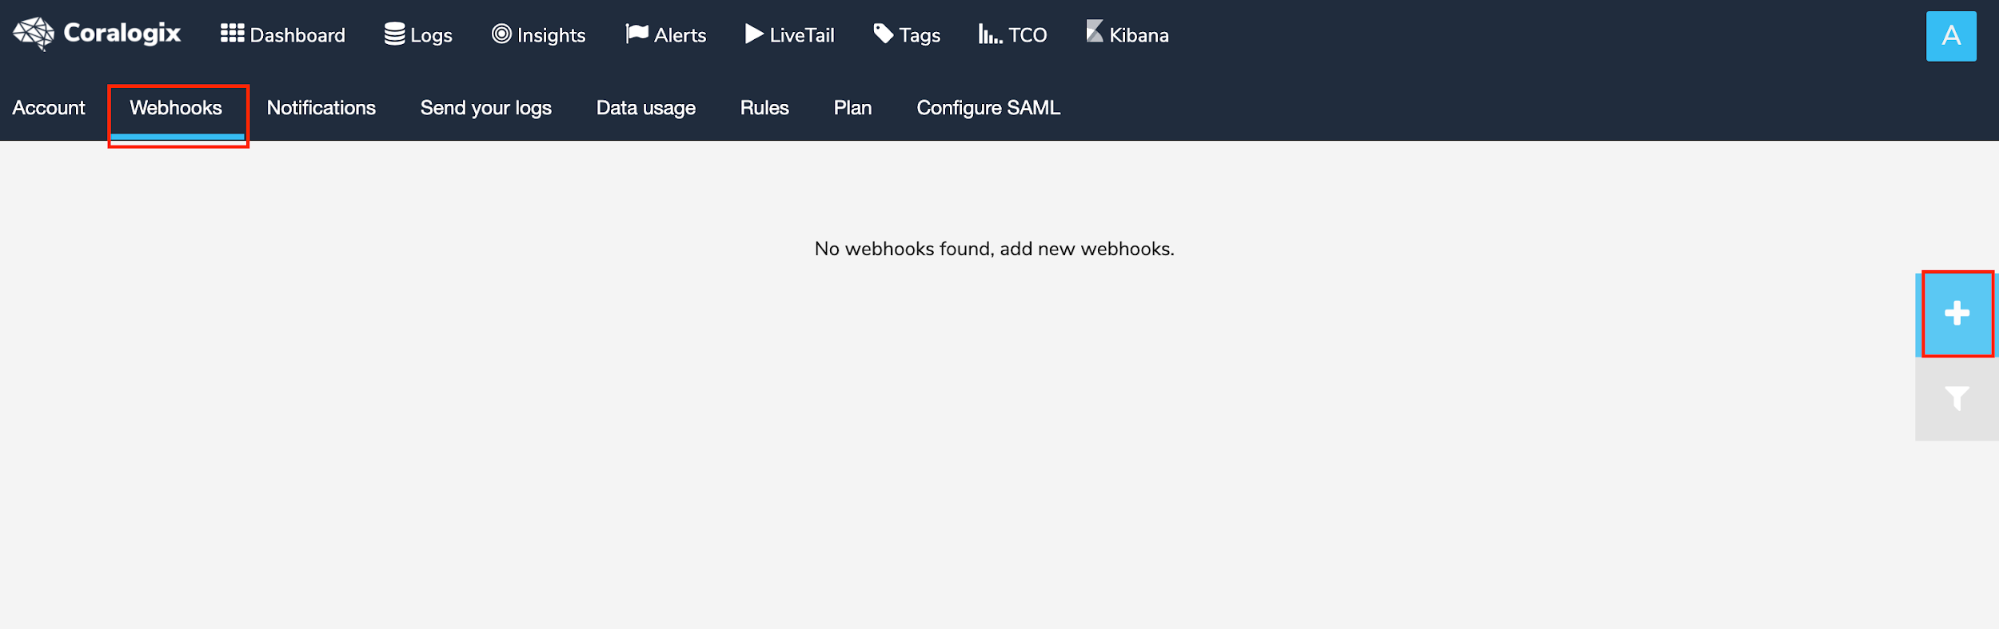 Coralogix Dashboard Logs Insights Alerts LiveTail Tags TCO Kibana A
Account Webhooks Notifications Send your logs Data usage Rules Plan Configure SAML
No webhooks found, add new webhooks.